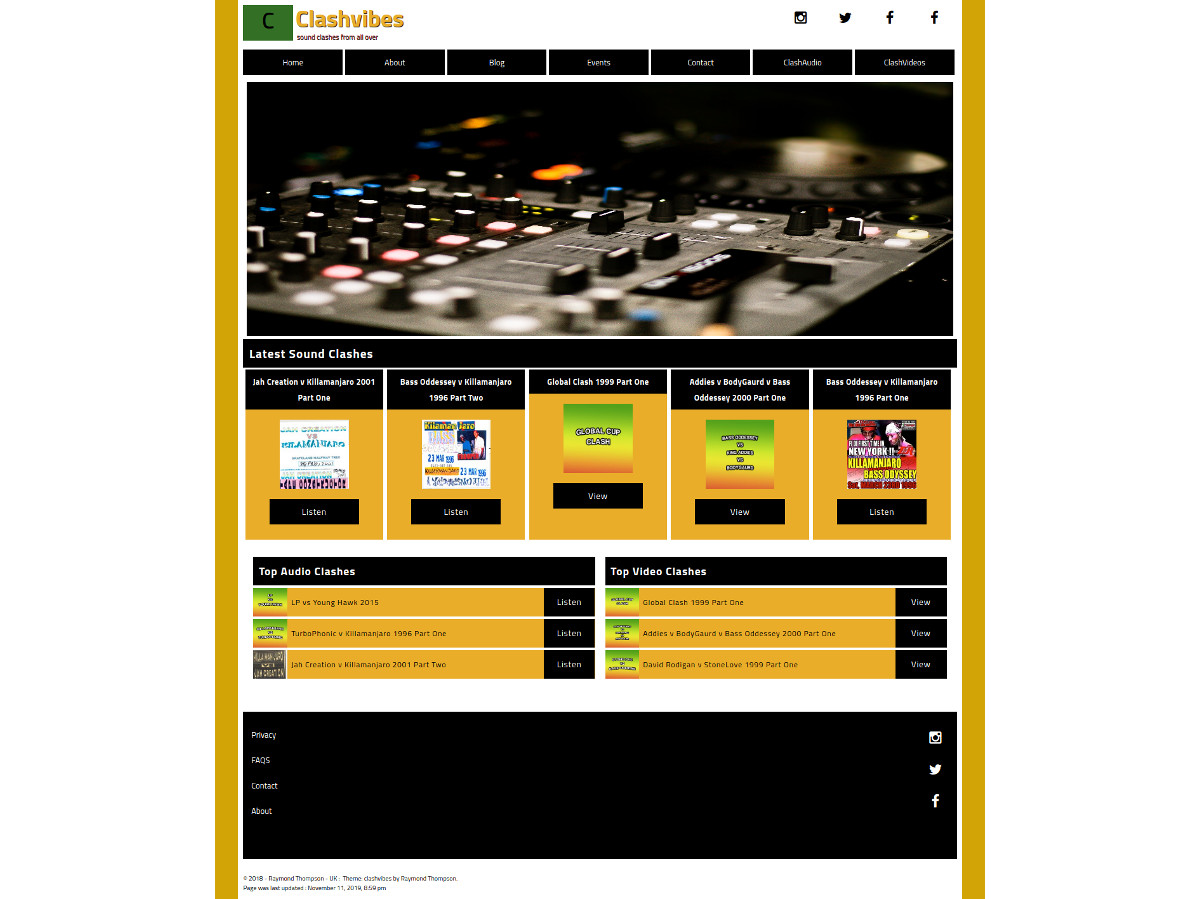 C
Clashvibes
sound clashes from all over
Home
About
Blog
Events
Contact
ClashAudio
ClashVideos
Latest Sound Clashes
Jah Creation v Killamanjaro 2001
Part One
Listen
Bass Oddessey v Killamanjaro
1996 Part Two
23 MAR 1996
Listen
Global Clash 1999 Part One
GLOBAL CUP
CLASH
View
Addies v BodyGaurd v Bass
Oddessey 2000 Part One
BASS ODDESSEY
VS
KING ADDIES
VS
BODYGAURD
View
Bass Oddessey v Killamanjaro
1996 Part One
NEW YORK !!
KILLAMANJARO
BASS ODYSSEY
Listen
Top Audio Clashes
LP vs Young Hawk 2015
Listen
TurboPhonic v Killamanjaro 1996 Part One
Listen
Jah Creation v Killamanjaro 2001 Part Two
Listen
Top Video Clashes
Global Clash 1999 Part One
View
Addies v BodyGaurd v Bass Oddessey 2000 Part One
View
David Rodigan v StoneLove 1999 Part One
View
Privacy
FAQS
Contact
About
© 2018 - Raymond Thompson - UK : Theme: clashvibes by Raymond Thompson.
Page was last updated : November 11, 2019, 8:59 pm